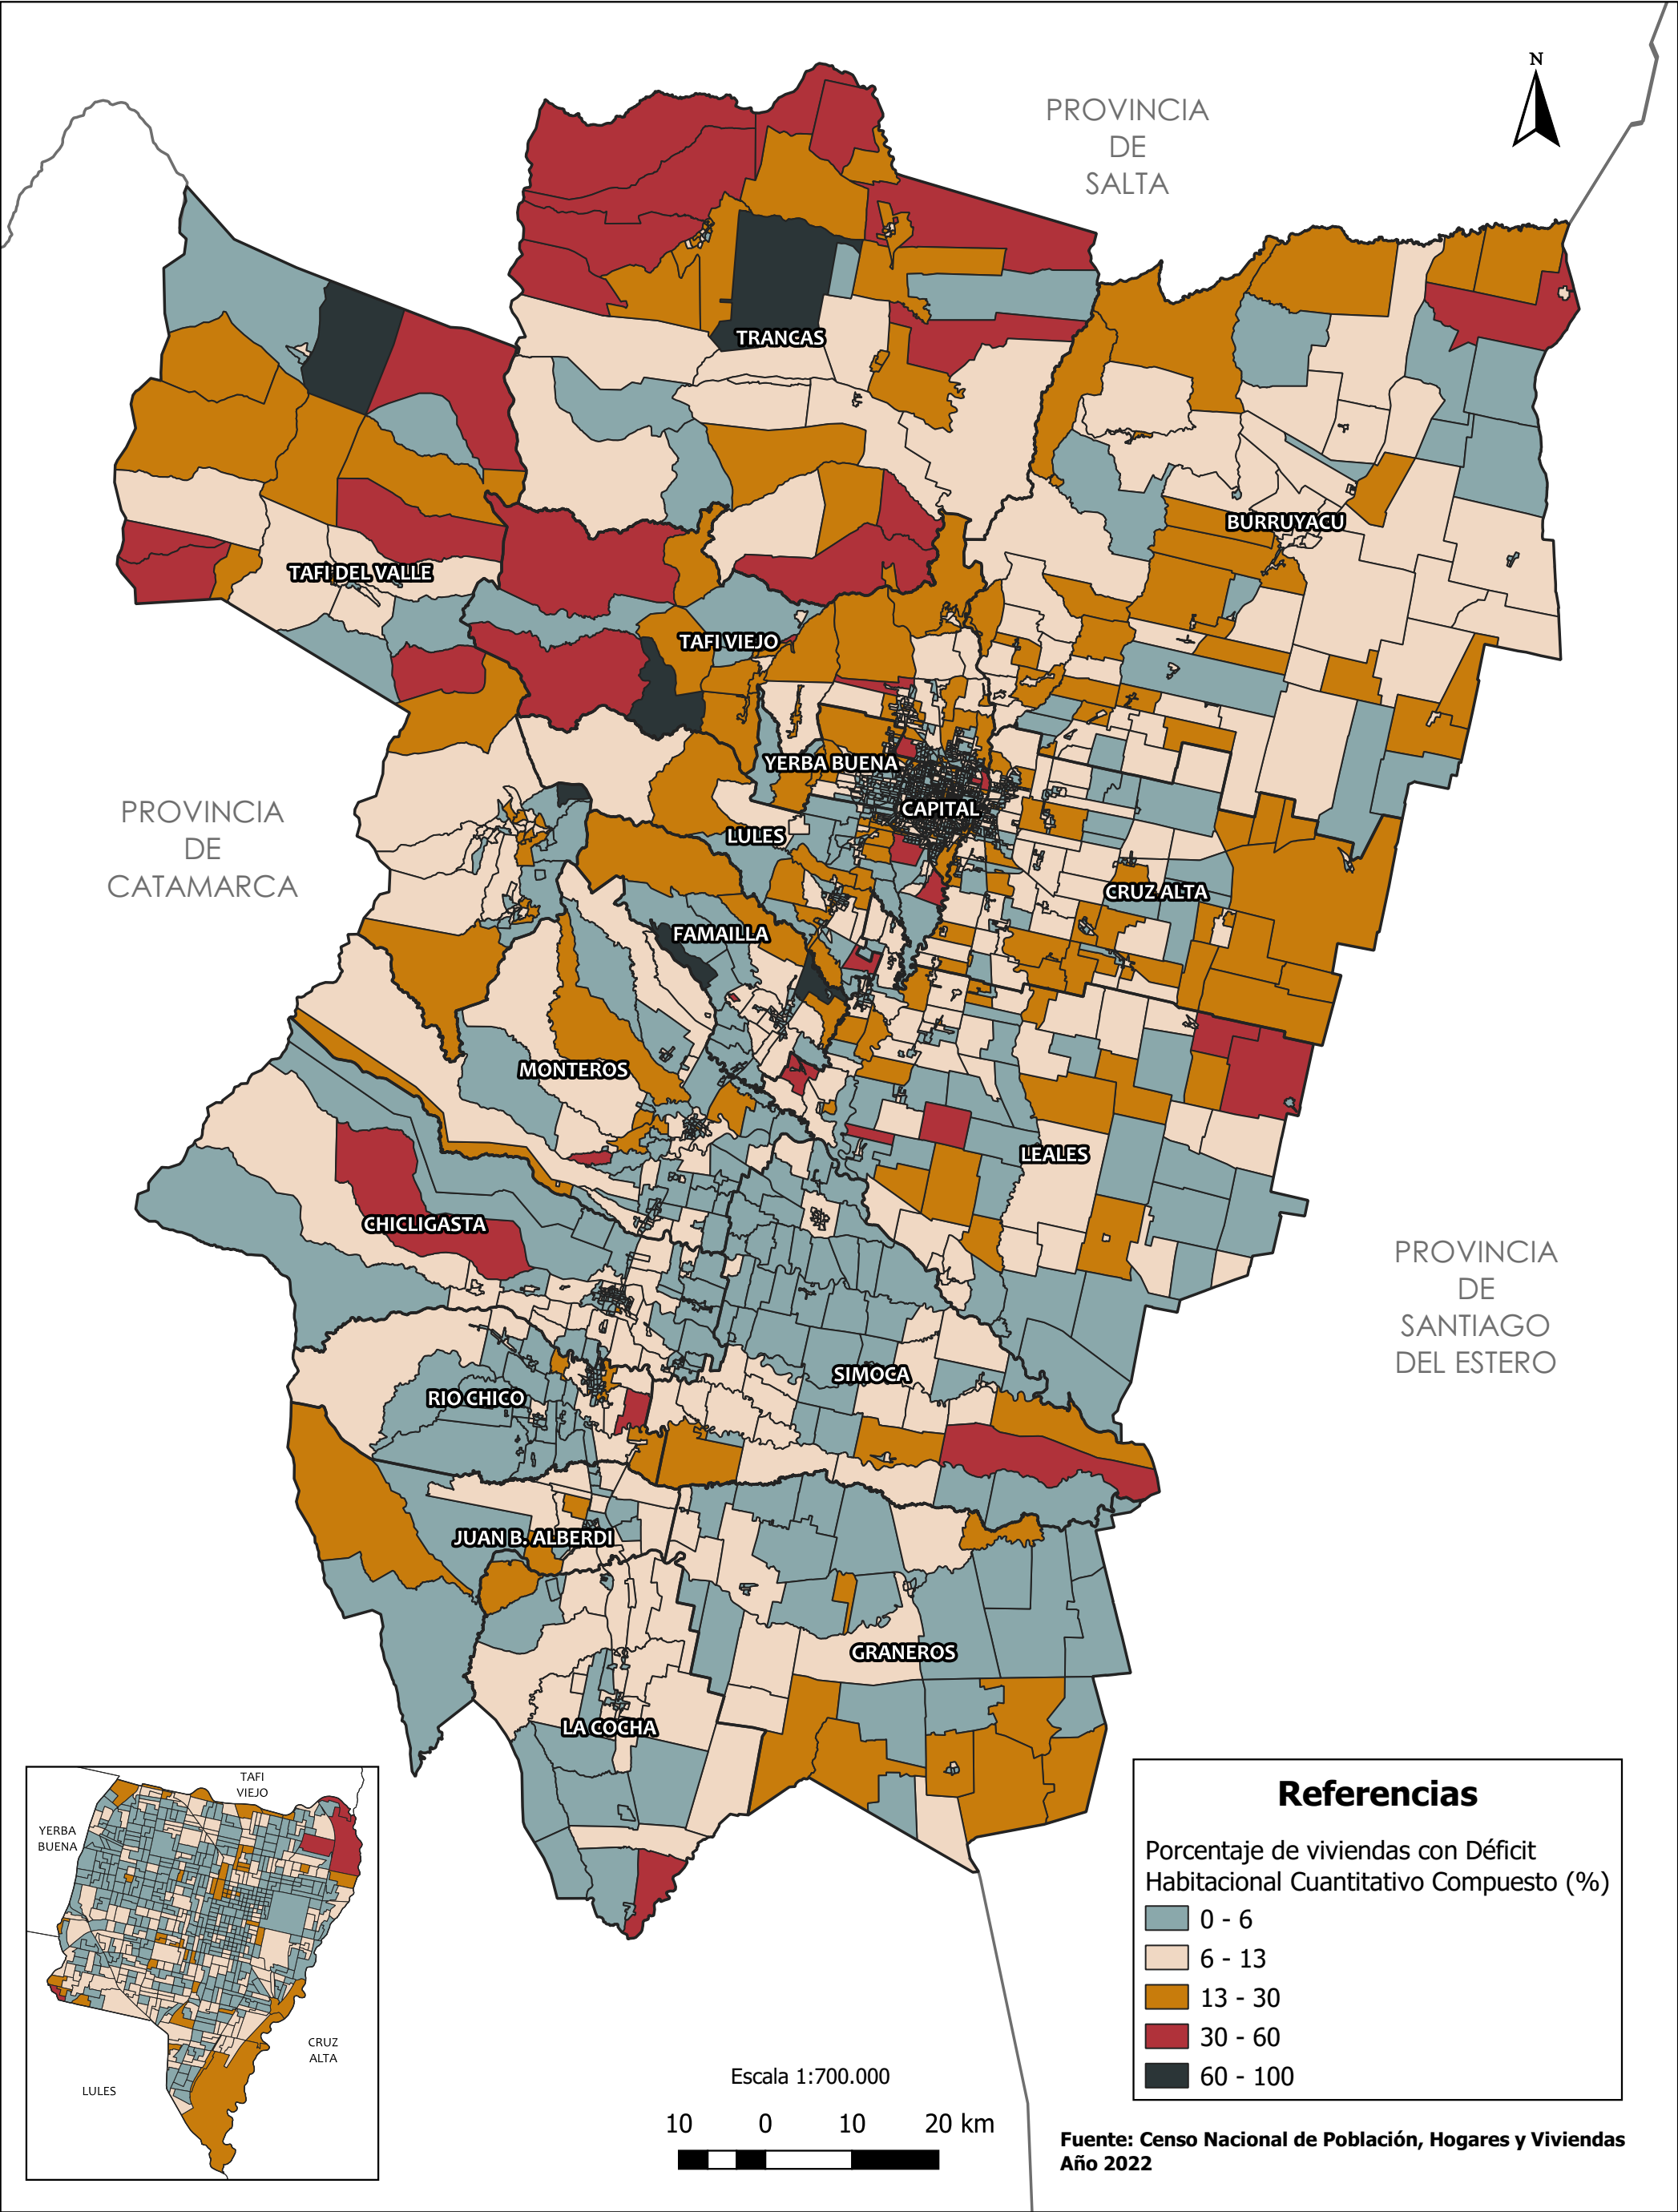 N
PROVINCIA
DE
SALTA
TRANCAS
BURRUYACU
TAFI DEL VALLE
TAFI VIEJO
YERBA BUENA
CAPITAL
PROVINCIA
DE
CATAMARCA
LULES
CRUZ ALTA
FAMAILLA
MONTEROS
LEALES
CHICLIGASTA
PROVINCIA
DE
SANTIAGO
DEL ESTERO
SIMOCA
RIO CHICO
JUAN B. ALBERDI
GRANEROS
LA COCHA
TAFI
VIEJO
YERBA
BUENA
CRUZ
ALTA
LULES
Referencias
Porcentaje de viviendas con Déficit
Habitacional Cuantitativo Compuesto (%)
0 - 6
6 - 13
13 - 30
30 - 60
60 - 100
Escala 1:700.000
10 0 10 20 km
Fuente: Censo Nacional de Población, Hogares y Viviendas
Año 2022